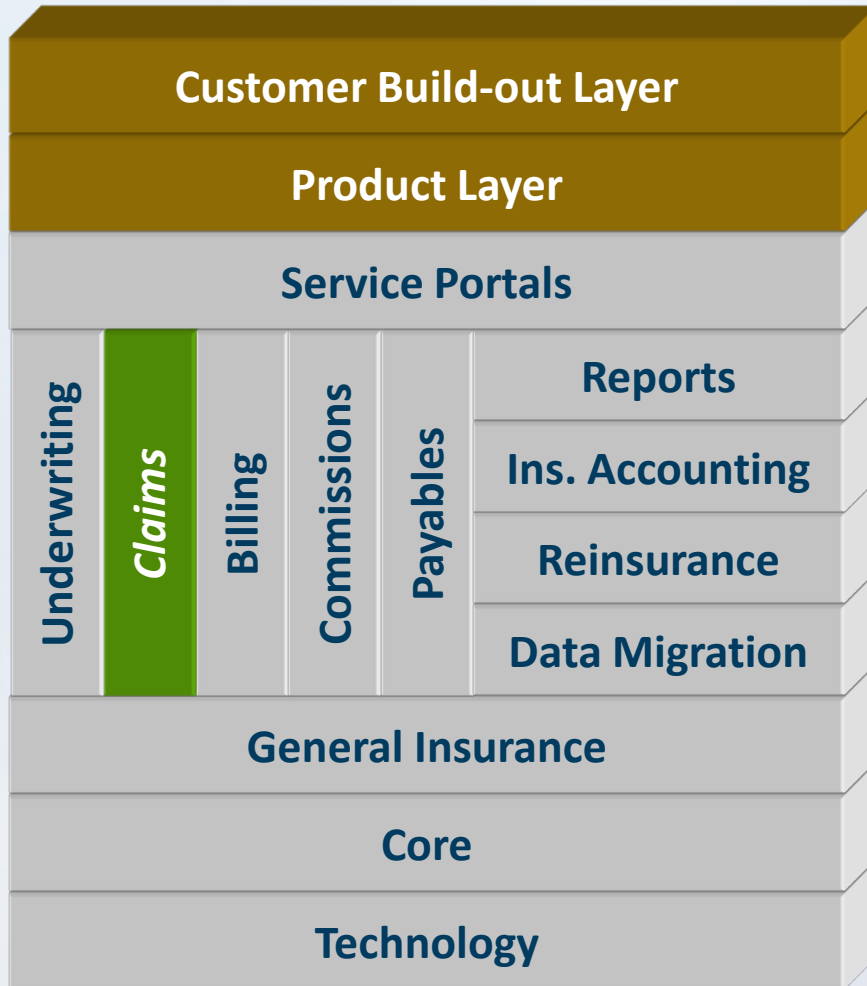 Customer Build-out Layer
Product Layer
Service Portals
Underwriting
Claims
Billing
Commissions
Payables
Reports
Ins. Accounting
Reinsurance
Data Migration
General Insurance
Core
Technology